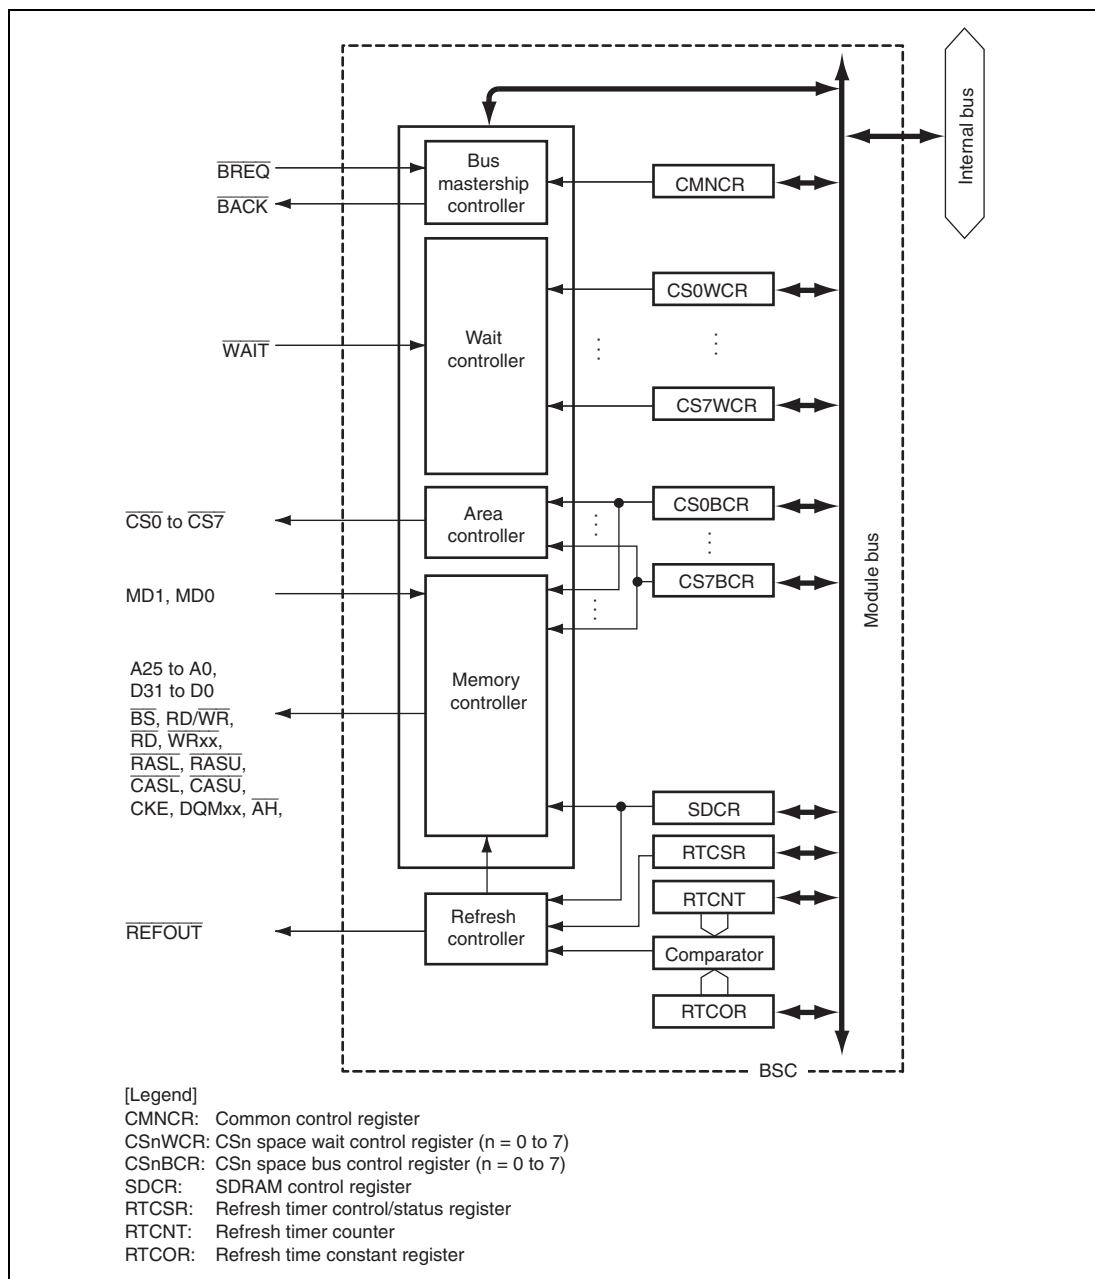 Internal bus
Bus
mastership
controller
BREQ
BACK
CMNCR
CS0WCR
Wait
controller
WAIT
CS7WCR
CS0BCR
Area
controller
CS0 to CS7
CS7BCR
Module bus
MD1, MD0
A25 to A0,
D31 to D0
BS, RD/WR,
RD, WRxx,
RASL, RASU,
CASL, CASU,
CKE, DQMxx, AH,
Memory
controller
SDCR
RTCSR
RTCNT
Refresh
controller
REFOUT
Comparator
RTCOR
BSC
[Legend]
CMNCR: Common control register
CSnWCR: CSn space wait control register (n = 0 to 7)
CSnBCR: CSn space bus control register (n = 0 to 7)
SDCR: SDRAM control register
RTCSR: Refresh timer control/status register
RTCNT: Refresh timer counter
RTCOR: Refresh time constant register